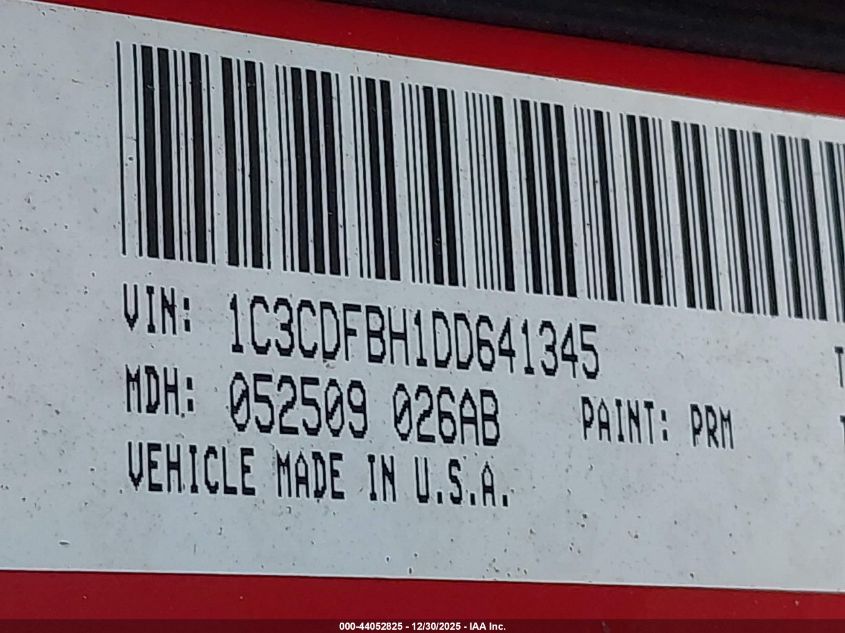 VIN: 1C3CDFBH1DD641345
MDH: 052509 026AB PAINT: PRM
VEHICLE MADE IN U.S.A.
000-44052825 - 12/30/2025 - IAA Inc.